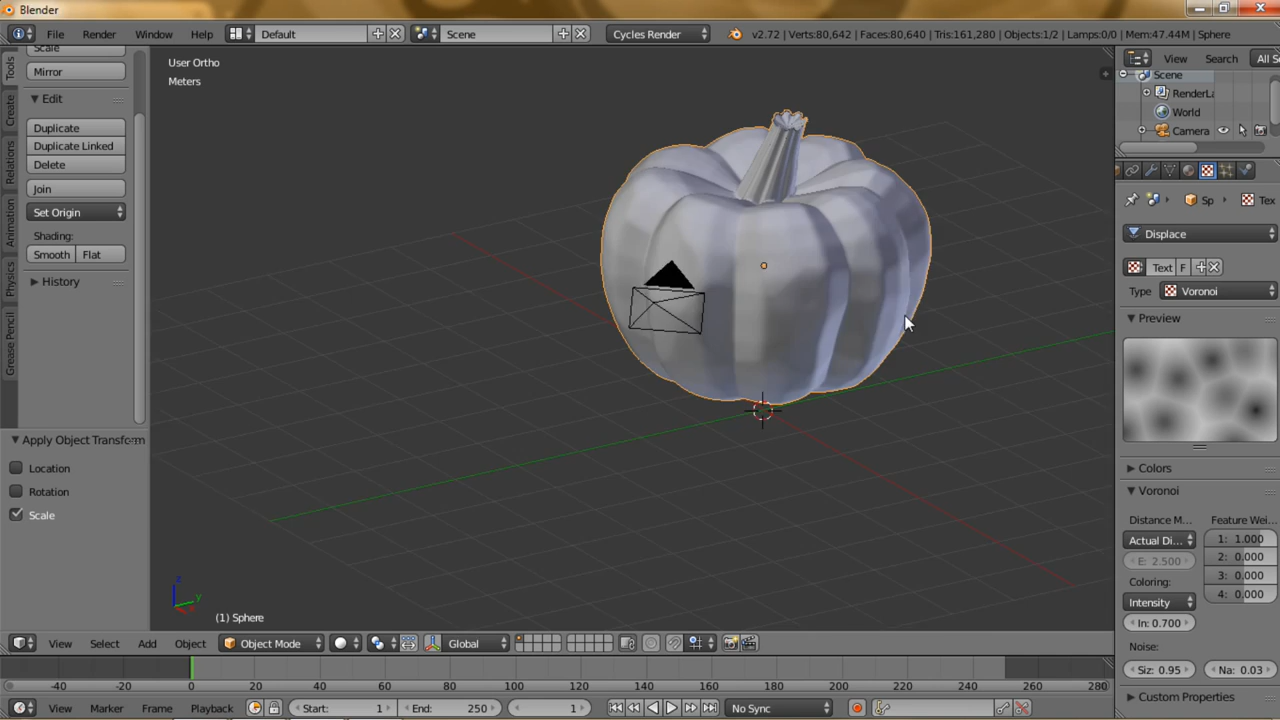 Blender
File Render Window Help Default Scene Cycles Render v2.72 | Verts:80,642 | Faces:80,640 | Tris:161,280 | Objects:1/2 | Lamps:0/0 | Mem:47.44M | Sphere
Tools
Create
Relations
Animation
Physics
Grease Pencil
Scale
Mirror
Edit
Duplicate
Duplicate Linked
Delete
Join
Set Origin
Shading:
Smooth Flat
History
Apply Object Transform
Location
Rotation
Scale
User Ortho
Meters
z
y
(1) Sphere
View Search All S
Scene
RenderLa
World
Camera
Sp Tex
Displace
Text F
Type Voronoi
Preview
Colors
Voronoi
Distance M... Feature Wei...
Actual Di... 1: 1.000
E: 2.500 2: 0.000
Coloring: 3: 0.000
Intensity 4: 0.000
In: 0.700
Noise:
Siz: 0.95 Na: 0.03
Custom Properties
View Select Add Object Object Mode Global
-40 -20 0 20 40 60 80 100 120 140 160 180 200 220 240 260 280
View Marker Frame Playback Start: 1 End: 250 1 No Sync